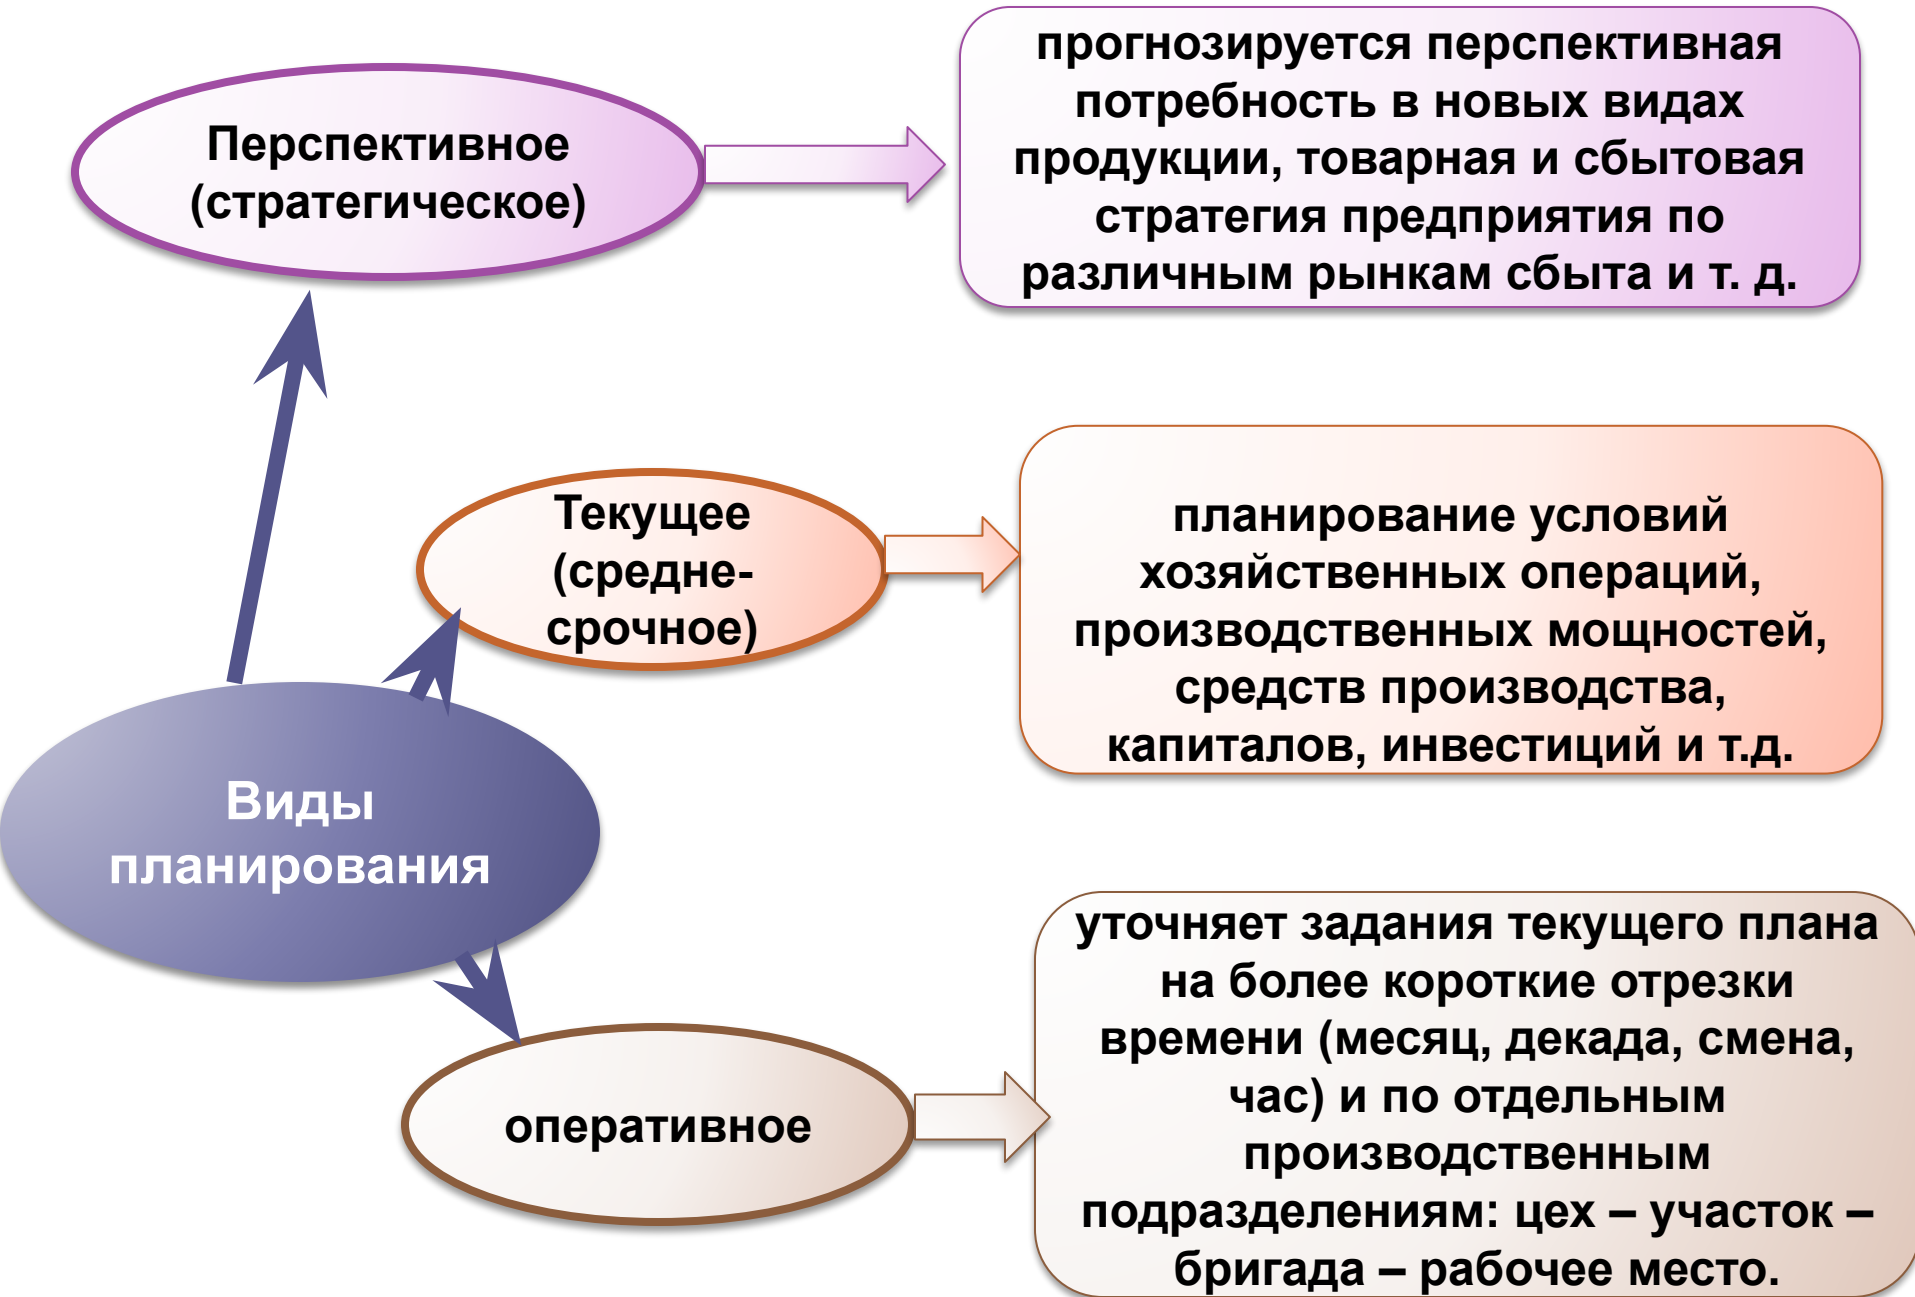 Перспективное
(стратегическое)
прогнозируется перспективная
потребность в новых видах
продукции, товарная и сбытовая
стратегия предприятия по
различным рынкам сбыта и т. д.
Текущее
(средне-
срочное)
планирование условий
хозяйственных операций,
производственных мощностей,
средств производства,
капиталов, инвестиций и т.д.
Виды
планирования
оперативное
уточняет задания текущего плана
на более короткие отрезки
времени (месяц, декада, смена,
час) и по отдельным
производственным
подразделениям: цех – участок –
бригада – рабочее место.